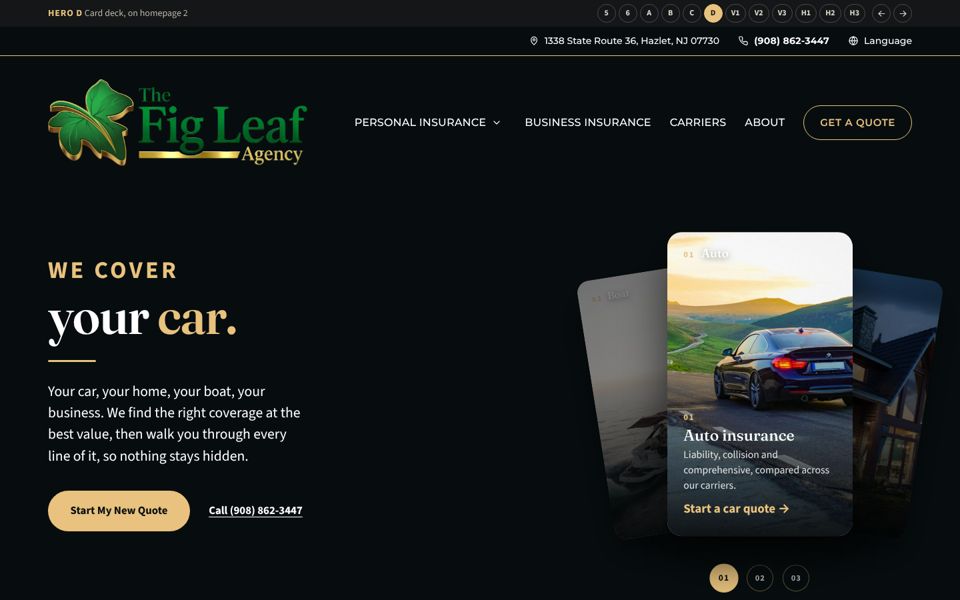 HERO D Card deck, on homepage 2
5 6 A B C D V1 V2 V3 H1 H2 H3 ← →
1338 State Route 36, Hazlet, NJ 07730 (908) 862-3447 Language
The
Fig Leaf
Agency
PERSONAL INSURANCE BUSINESS INSURANCE CARRIERS ABOUT GET A QUOTE
WE COVER
your car.
Your car, your home, your boat, your
business. We find the right coverage at the
best value, then walk you through every
line of it, so nothing stays hidden.
Start My New Quote Call (908) 862-3447
Boat
01 Auto
01
Auto insurance
Liability, collision and
comprehensive, compared across
our carriers.
Start a car quote →
01 02 03